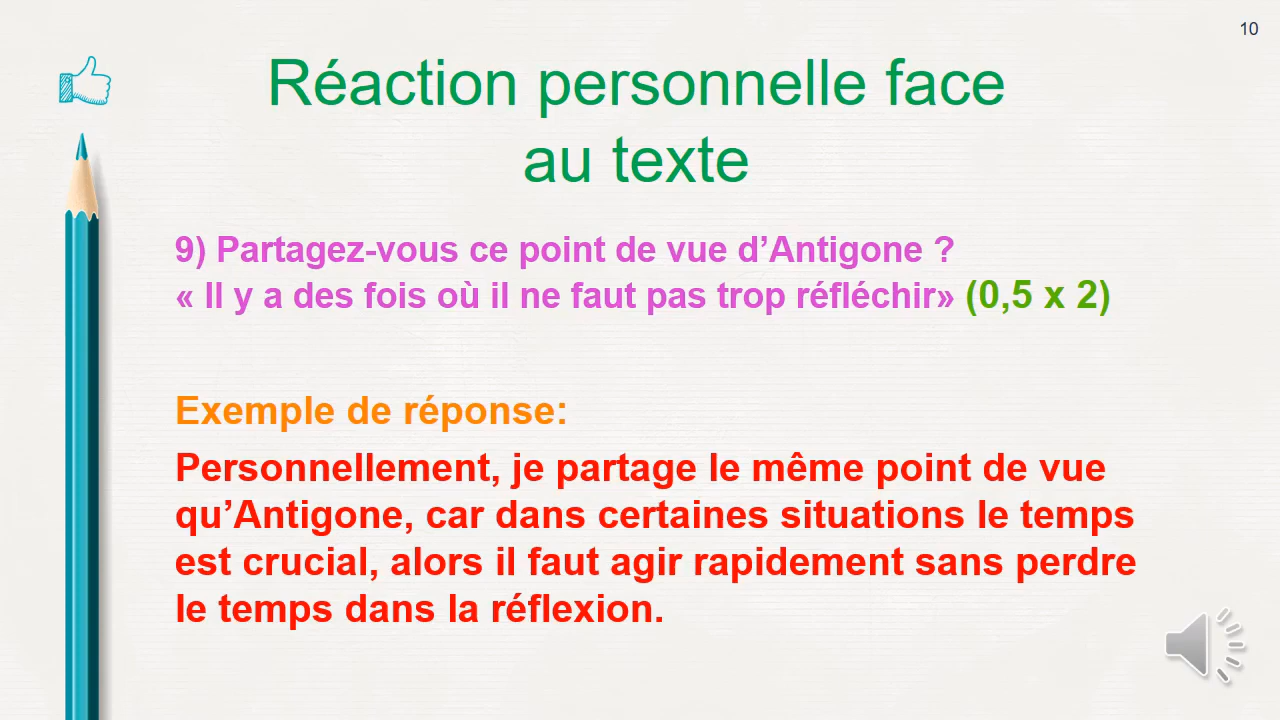 10
Réaction personnelle face
au texte
9) Partagez-vous ce point de vue d’Antigone ?
« Il y a des fois où il ne faut pas trop réfléchir» (0,5 x 2)
Exemple de réponse:
Personnellement, je partage le même point de vue
qu’Antigone, car dans certaines situations le temps
est crucial, alors il faut agir rapidement sans perdre
le temps dans la réflexion.